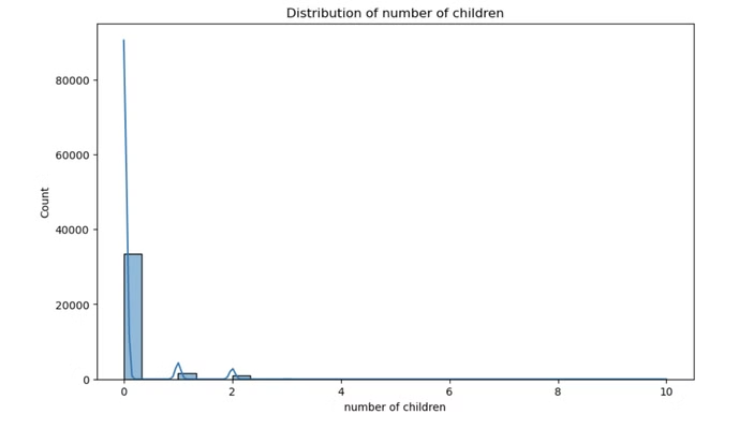 Distribution of number of children
80000
60000
40000
20000
0
Count
0 2 4 6 8 10
number of children